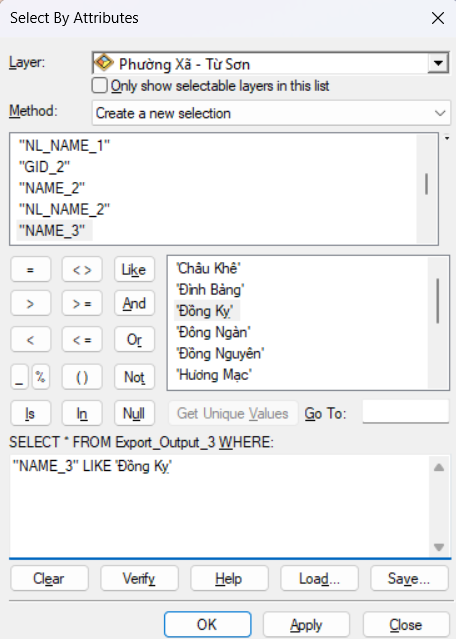 Select By Attributes
Layer: Phường Xã - Từ Sơn
Only show selectable layers in this list
Method: Create a new selection
"NL_NAME_1"
"GID_2"
"NAME_2"
"NL_NAME_2"
"NAME_3"
= < > Like
> > = And
< < = Or
_ % ( ) Not
Is In Null
'Châu Khê'
'Đình Bảng'
'Đồng Kỵ'
'Đông Ngàn'
'Đồng Nguyên'
'Hương Mạc'
Get Unique Values Go To:
SELECT * FROM Export_Output_3 WHERE:
"NAME_3" LIKE 'Đồng Kỵ'
Clear Verify Help Load... Save...
OK Apply Close